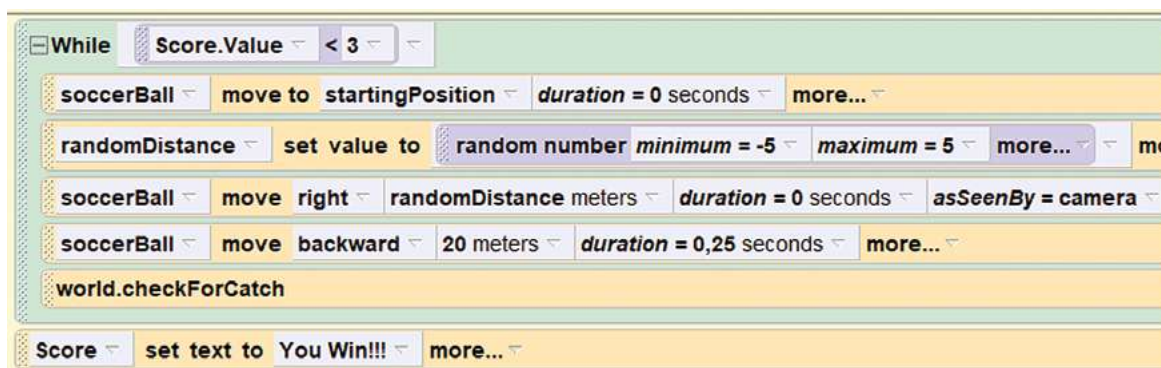 While Score.Value < 3
soccerBall move to startingPosition duration = 0 seconds more...
randomDistance set value to random number minimum = -5 maximum = 5 more...
soccerBall move right randomDistance meters duration = 0 seconds asSeenBy = camera
soccerBall move backward 20 meters duration = 0,25 seconds more...
world.checkForCatch
Score set text to You Win!!! more...